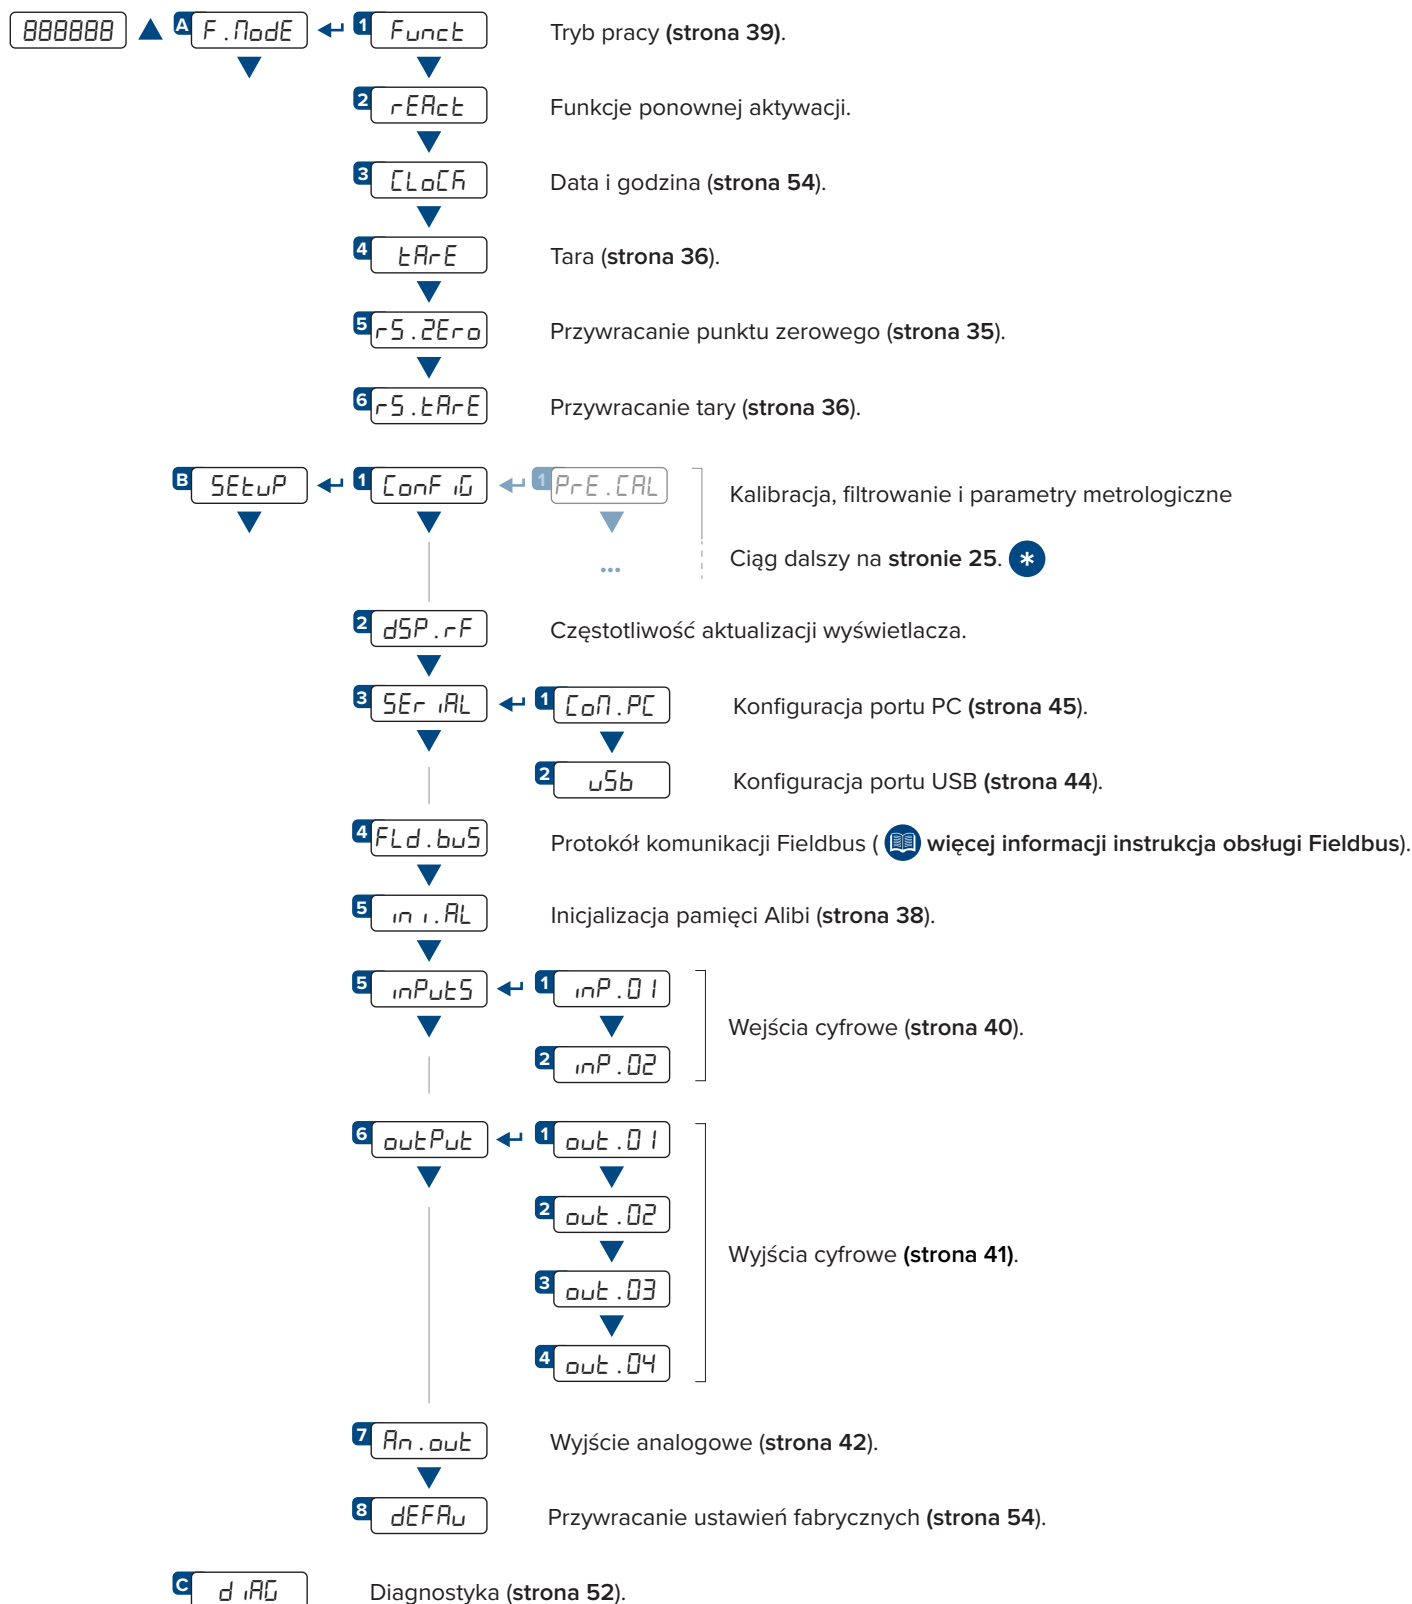 888888 A F.ModE 1 Funct Tryb pracy (strona 39).
2 rEAct Funkcje ponownej aktywacji.
3 CLoCK Data i godzina (strona 54).
4 tArE Tara (strona 36).
5 rS.ZEro Przywracanie punktu zerowego (strona 35).
6 rS.tArE Przywracanie tary (strona 36).
B SEtuP 1 ConFiG 1 PrE.CAL Kalibracja, filtrowanie i parametry metrologiczne
... Ciąg dalszy na stronie 25. *
2 dSP.rF Częstotliwość aktualizacji wyświetlacza.
3 SEriAL 1 CoM.PC Konfiguracja portu PC (strona 45).
2 uSb Konfiguracja portu USB (strona 44).
4 FLd.buS Protokół komunikacji Fieldbus ( więcej informacji instrukcja obsługi Fieldbus).
5 ini.AL Inicjalizacja pamięci Alibi (strona 38).
5 inPutS 1 inP.01
Wejścia cyfrowe (strona 40).
2 inP.02
6 outPut 1 out.01
2 out.02
Wyjścia cyfrowe (strona 41).
3 out.03
4 out.04
7 An.out Wyjście analogowe (strona 42).
8 dEFAu Przywracanie ustawień fabrycznych (strona 54).
C diAG Diagnostyka (strona 52).